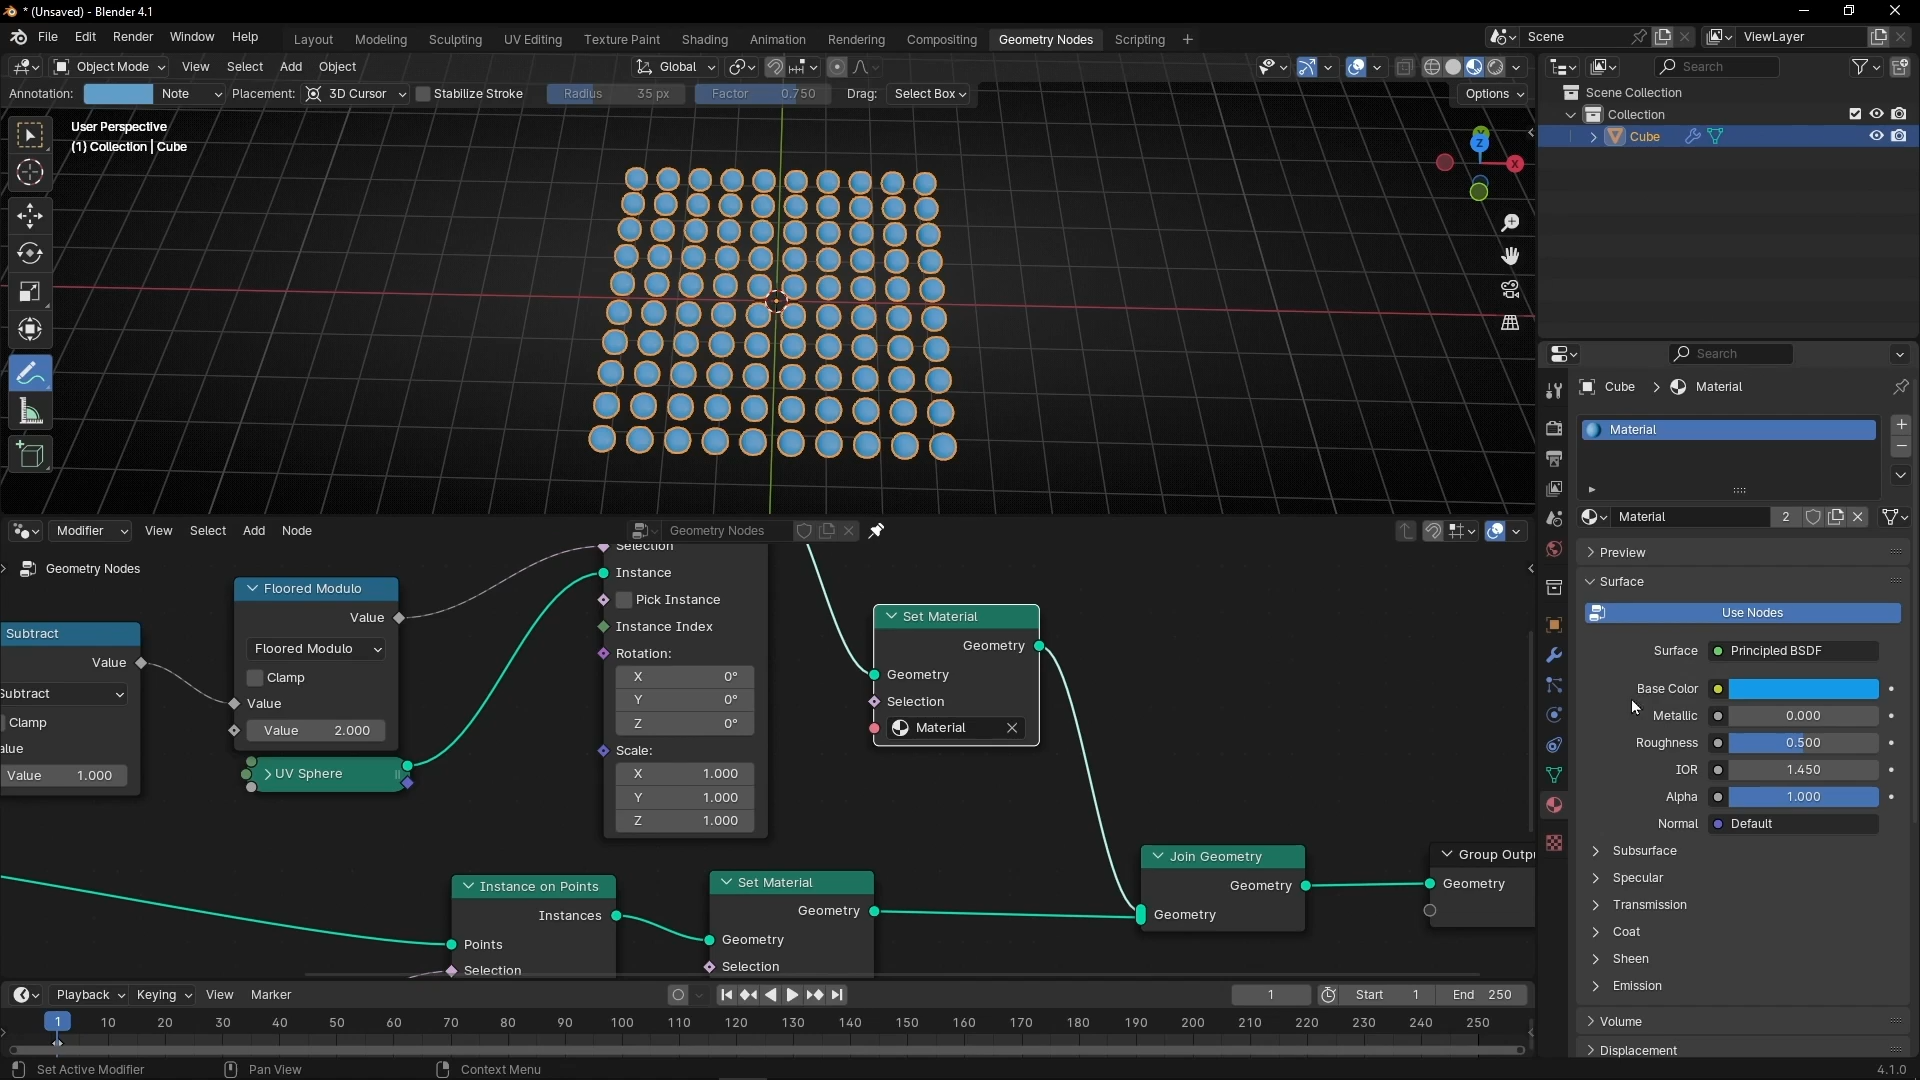 * (Unsaved) - Blender 4.1
File Edit Render Window Help Layout Modeling Sculpting UV Editing Texture Paint Shading Animation Rendering Compositing Geometry Nodes Scripting + Scene ViewLayer
Object Mode View Select Add Object Global Search
Annotation: Note Placement: 3D Cursor Stabilize Stroke Radius 35 px Factor 0.750 Drag: Select Box Options
Scene Collection
Collection
Cube
User Perspective
(1) Collection | Cube
Z
X
Search
Cube > Material
Material
Material 2
Modifier View Select Add Node Geometry Nodes
Geometry Nodes
Preview
Surface
Use Nodes
Surface Principled BSDF
Base Color
Metallic 0.000
Roughness 0.500
IOR 1.450
Alpha 1.000
Normal Default
Subsurface
Specular
Transmission
Coat
Sheen
Emission
Volume
Displacement
Subtract
Value
Subtract
Clamp
alue
Value 1.000
Floored Modulo
Value
Floored Modulo
Clamp
Value
Value 2.000
UV Sphere
Selection
Instance
Pick Instance
Instance Index
Rotation:
X 0°
Y 0°
Z 0°
Scale:
X 1.000
Y 1.000
Z 1.000
Set Material
Geometry
Geometry
Selection
Material
Instance on Points
Instances
Points
Selection
Set Material
Geometry
Geometry
Selection
Join Geometry
Geometry
Geometry
Group Outpu
Geometry
Playback Keying View Marker 1 Start 1 End 250
1 10 20 30 40 50 60 70 80 90 100 110 120 130 140 150 160 170 180 190 200 210 220 230 240 250
Set Active Modifier Pan View Context Menu 4.1.0